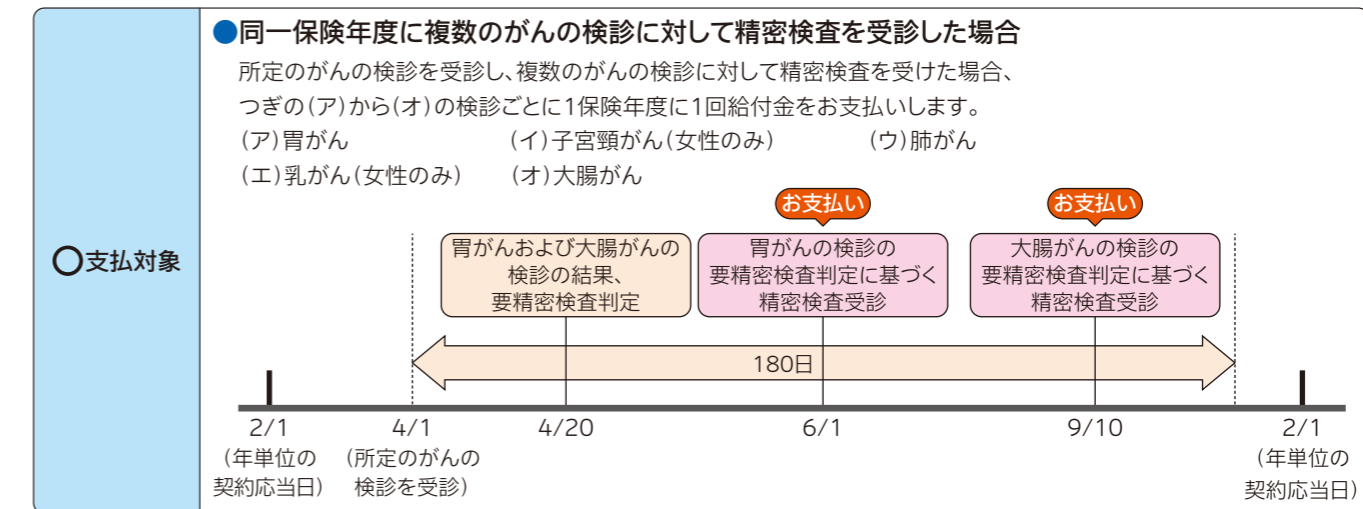 ●同一保険年度に複数のがんの検診に対して精密検査を受診した場合
所定のがんの検診を受診し、複数のがんの検診に対して精密検査を受けた場合、
つぎの(ア)から(オ)の検診ごとに1保険年度に1回給付金をお支払いします。
(ア)胃がん (イ)子宮頸がん(女性のみ) (ウ)肺がん
(エ)乳がん(女性のみ) (オ)大腸がん
○支払対象
お支払い お支払い
胃がんおよび大腸がんの
検診の結果、
要精密検査判定
胃がんの検診の
要精密検査判定に基づく
精密検査受診
大腸がんの検診の
要精密検査判定に基づく
精密検査受診
180日
2/1 4/1 4/20 6/1 9/10 2/1
(年単位の
契約応当日)
(所定のがんの
検診を受診)
(年単位の
契約応当日)